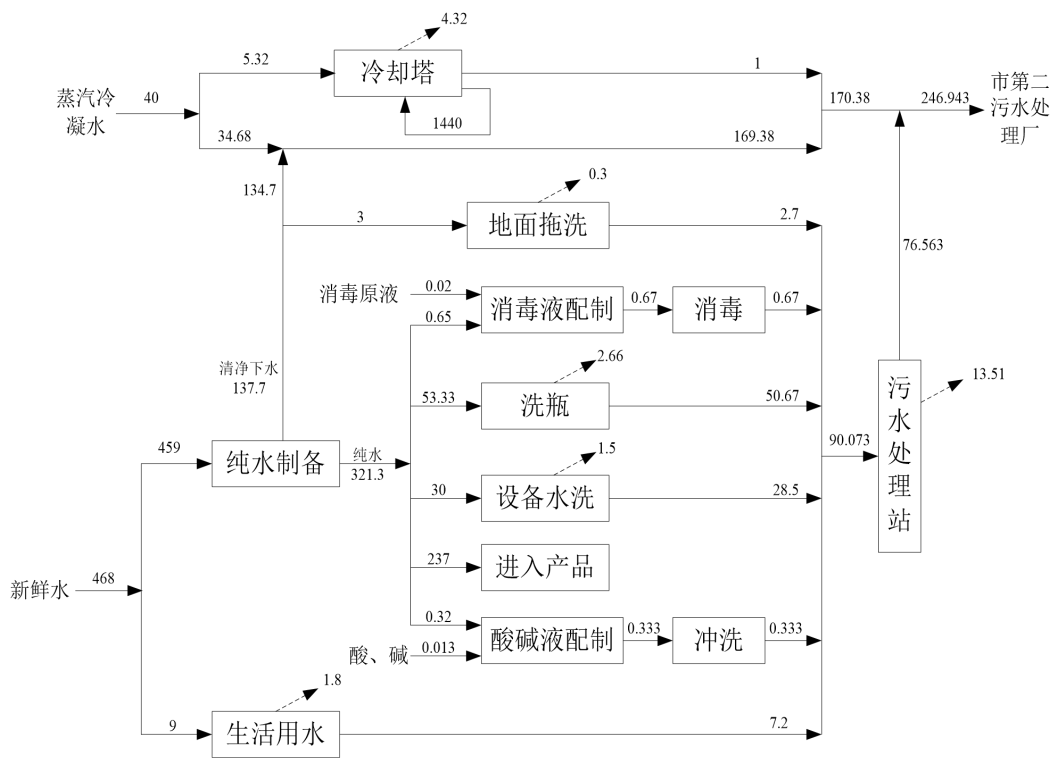 4.32
5.32
冷却塔
1
蒸汽冷
凝水
40
1440
170.38
246.943
市第二
污水处
理厂
34.68
169.38
134.7
0.3
3
地面拖洗
2.7
76.563
消毒原液
0.02
0.65
消毒液配制
0.67
消毒
0.67
清净下水
137.7
2.66
53.33
洗瓶
50.67
污水处理站
13.51
459
纯水制备
纯水
321.3
1.5
30
设备水洗
28.5
90.073
237
进入产品
新鲜水
468
0.32
酸、碱
0.013
酸碱液配制
0.333
冲洗
0.333
1.8
9
生活用水
7.2